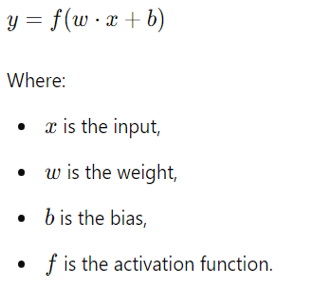 y = f(w · x + b)
Where:
• x is the input,
• w is the weight,
• b is the bias,
• f is the activation function.